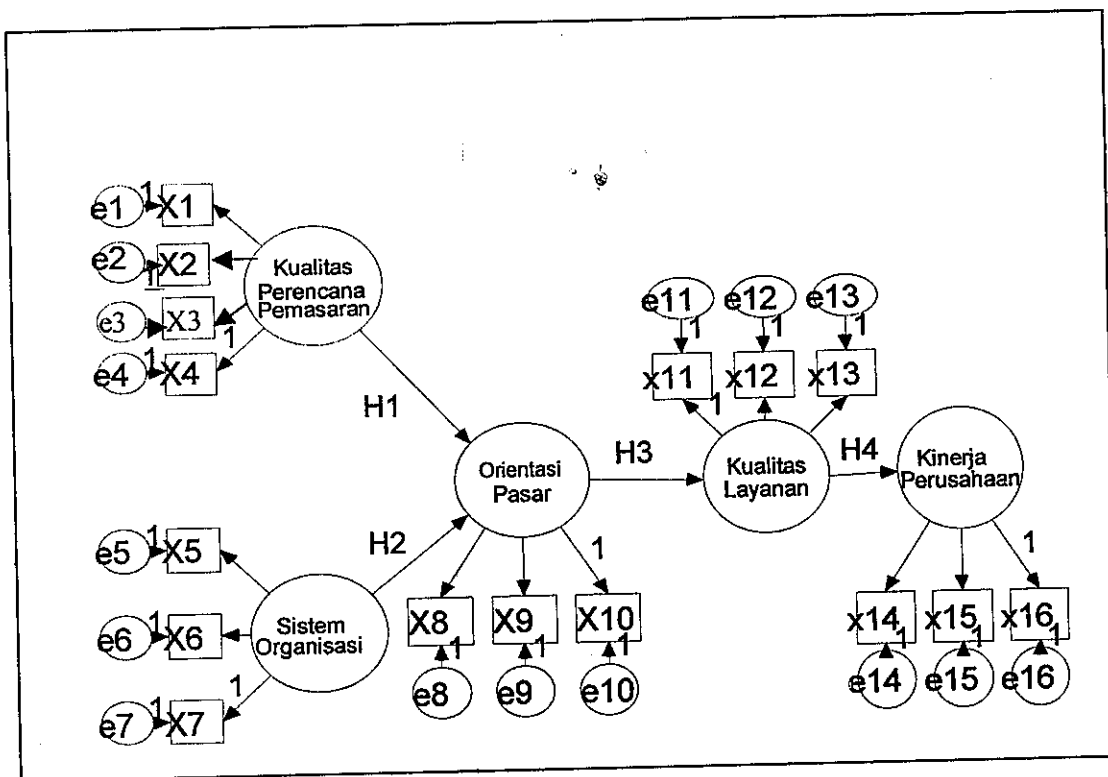 e1 1 X1
e2 1 X2
e3 X3
e4 1 X4 1
Kualitas
Perencana
Pemasaran
H1
e5 1 X5
e6 1 X6
e7 1 X7 1
Sistem
Organisasi
H2
Orientasi
Pasar
X8 X9 X10 1
1 1 1
e8 e9 e10
H3
e11 e12 e13
1 1 1
x11 x12 x13
1
Kualitas
Layanan
H4
Kinerja
Perusahaan
1
x14 x15 x16
1 1 1
e14 e15 e16